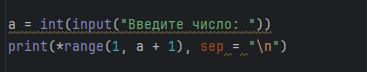 a = int(input("Введите число: "))
print(*range(1, a + 1), sep = "\n")